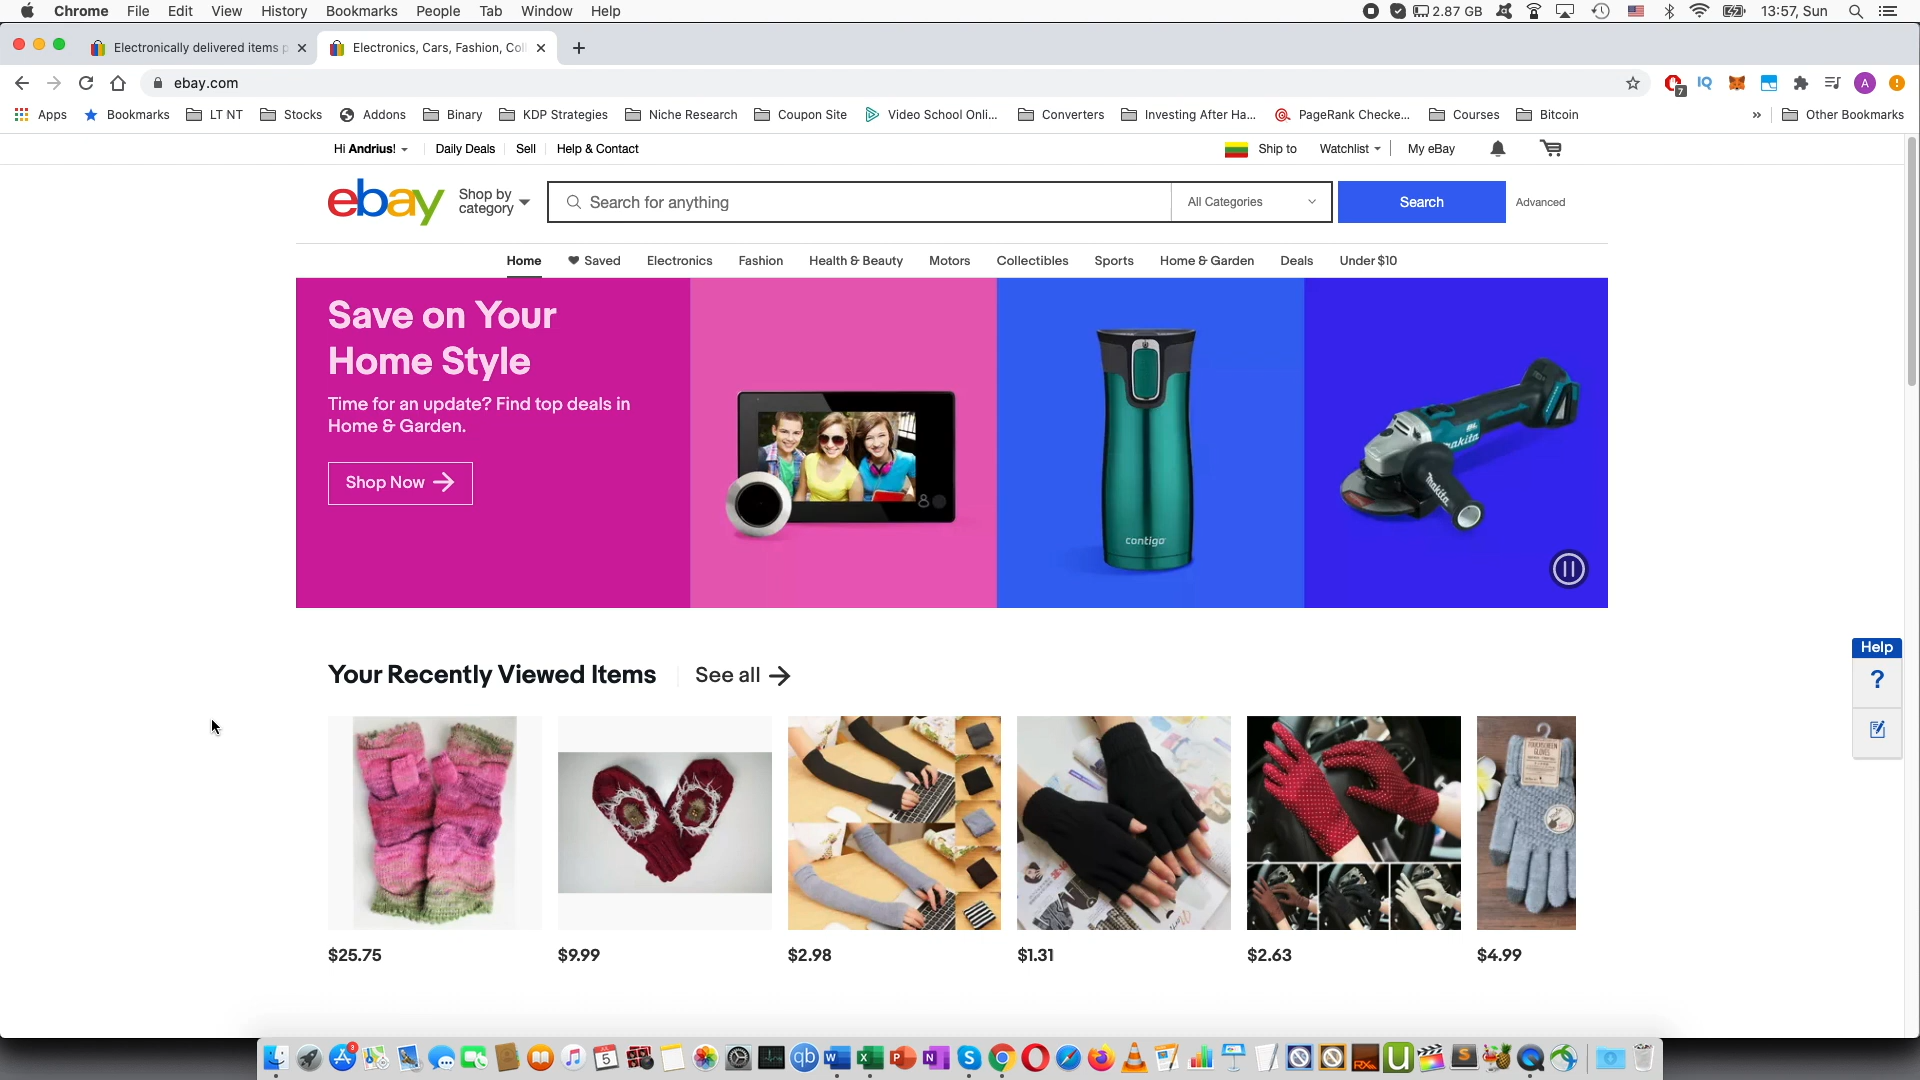 Chrome File Edit View History Bookmarks People Tab Window Help 2.87 GB 13:57, Sun
Electronically delivered items p Electronics, Cars, Fashion, Col
ebay.com
Apps Bookmarks LT NT Stocks Addons Binary KDP Strategies Niche Research Coupon Site Video School Onli... Converters Investing After Ha... PageRank Checke... Courses Bitcoin » Other Bookmarks
Hi Andrius! Daily Deals Sell Help & Contact Ship to Watchlist My eBay
ebay Shop by category Search for anything All Categories Search Advanced
Home Saved Electronics Fashion Health & Beauty Motors Collectibles Sports Home & Garden Deals Under $10
Save on Your
Home Style
Time for an update? Find top deals in
Home & Garden.
Shop Now
contigo
makita
Makita
Help
?
Your Recently Viewed Items See all
$25.75 $9.99 $2.98 $1.31 $2.63 $4.99